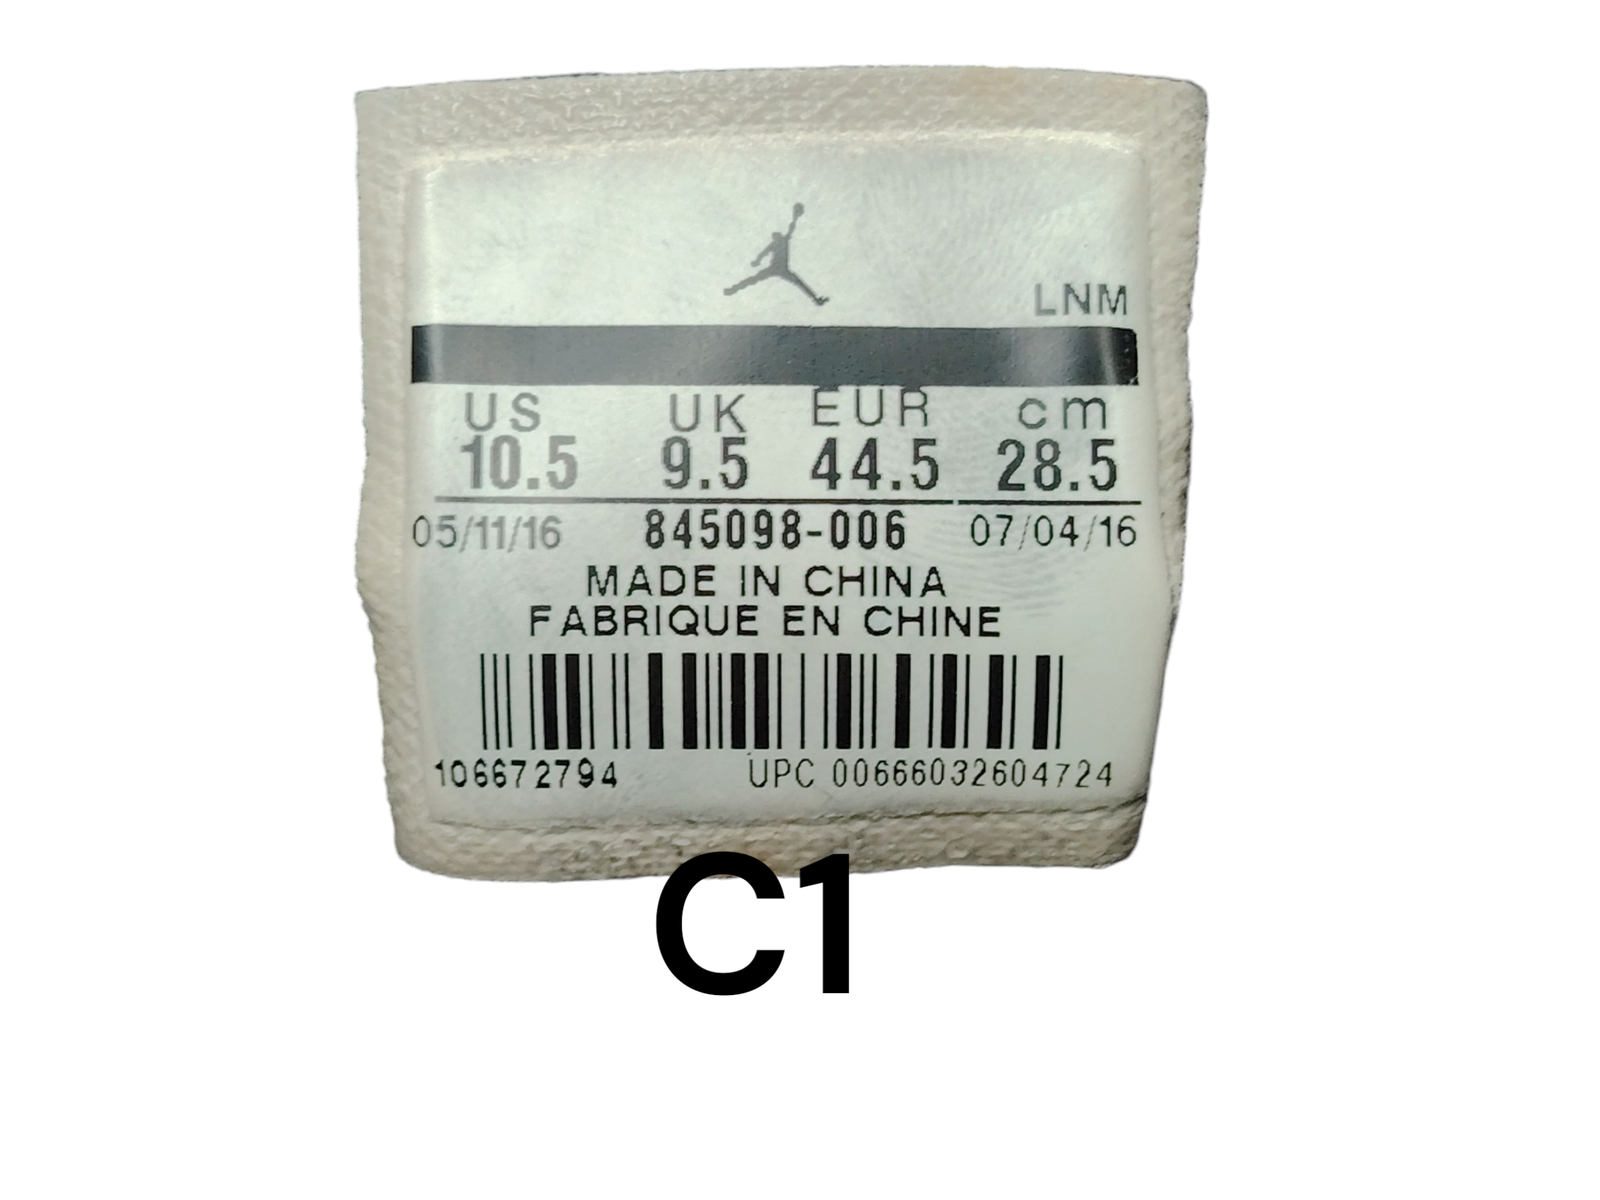 LNM
US UK EUR cm
10.5 9.5 44.5 28.5
05/11/16 845098-006 07/04/16
MADE IN CHINA
FABRIQUE EN CHINE
106672794 UPC 00666032604724
C1